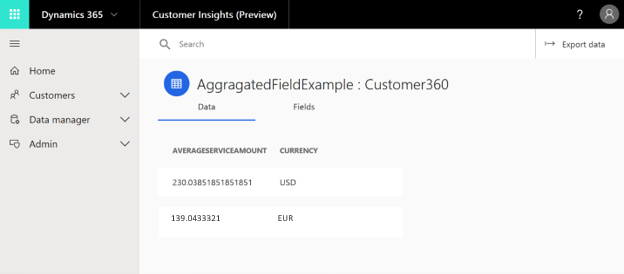 Dynamics 365 Customer Insights (Preview) ?
Search Export data
AggragatedFieldExample : Customer360
Home
Customers
Data manager
Admin
Data Fields
AVERAGESERVICEAMOUNT CURRENCY
230.03851851851851 USD
139.0433321 EUR